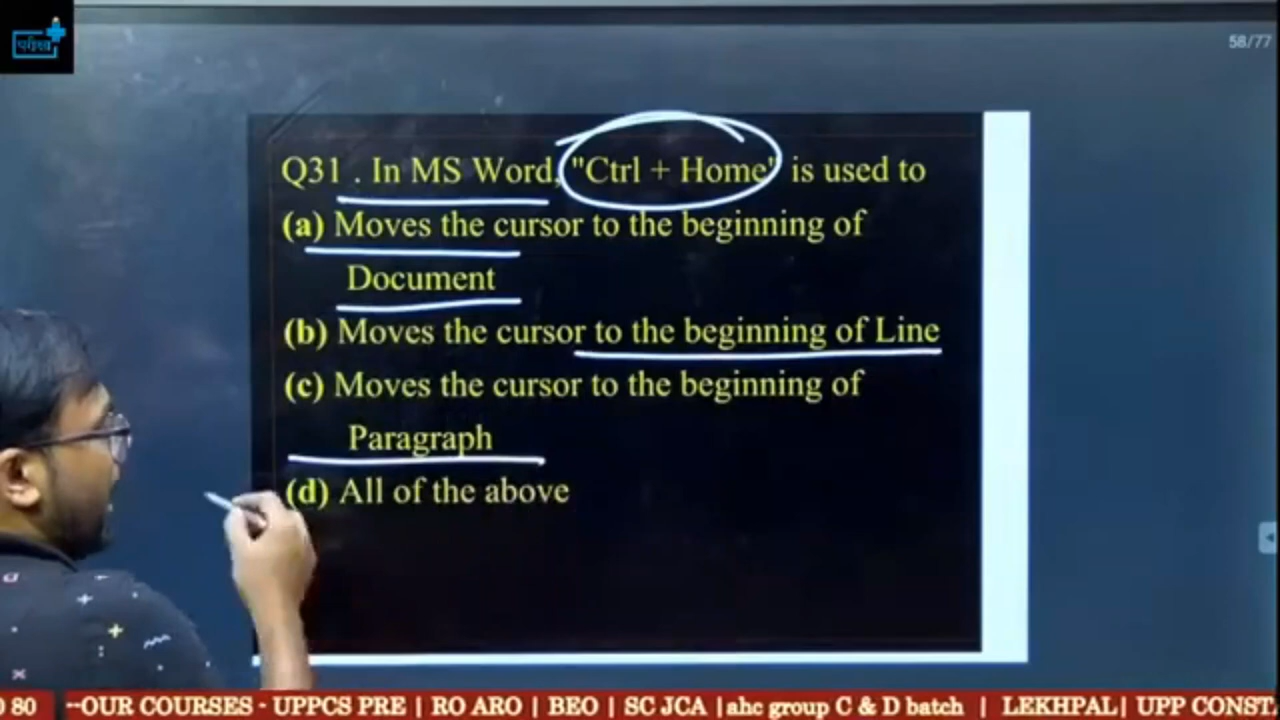 परीक्षा
58/77
Q31 . In MS Word, "Ctrl + Home" is used to
(a) Moves the cursor to the beginning of
Document
(b) Moves the cursor to the beginning of Line
(c) Moves the cursor to the beginning of
Paragraph
(d) All of the above
80 --OUR COURSES - UPPCS PRE | RO ARO | BEO | SC JCA |ahc group C & D batch | LEKHPAL| UPP CONST.